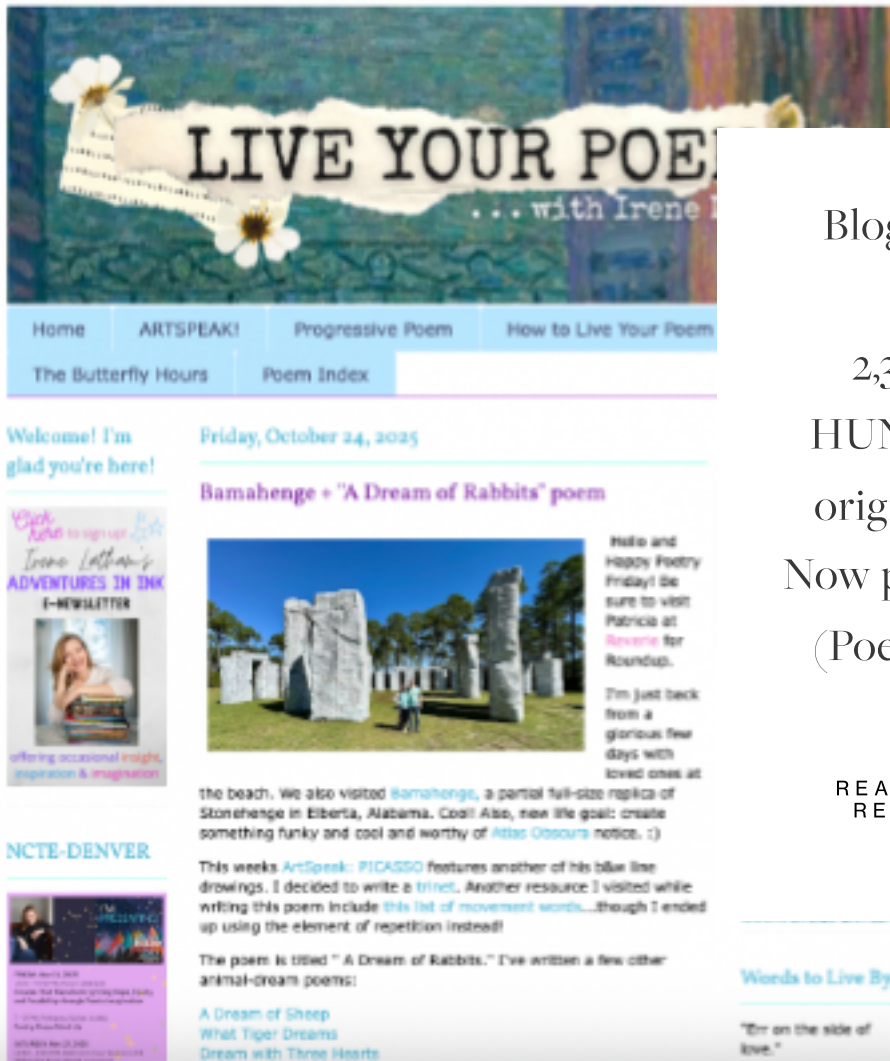 LIVE YOUR POE
...with Irene
Home
ARTSPEAK!
Progressive Poem
How to Live Your Poem
The Butterfly Hours
Poem Index
Welcome! I'm
glad you're here!
Click
here to sign up!
Irene Latham's
ADVENTURES IN INK
E-NEWSLETTER
offering occasional insight,
inspiration & imagination
NCTE-DENVER
Friday, October 24, 2025
Bamahenge + "A Dream of Rabbits" poem
Hello and
Happy Poetry
Friday! Be
sure to visit
Patricia at
Reverie for
Roundup.
I'm just back
from a
glorious few
days with
loved ones at
the beach. We also visited Bamahenge, a partial full-size replica of
Stonehenge in Elberta, Alabama. Cool! Also, new life goal: create
something funky and cool and worthy of Atlas Obscura notice. :)
This weeks ArtSpeak: PICASSO features another of his b&w line
drawings. I decided to write a trinet. Another resource I visited while
writing this poem include this list of movement words...though I ended
up using the element of repetition instead!
The poem is titled " A Dream of Rabbits." I've written a few other
animal-dream poems:
A Dream of Sheep
What Tiger Dreams
Dream with Three Hearts
Blog
2,3
HUN
orig
Now p
(Poe
REA
RE
Words to Live By
"Err on the side of
love."